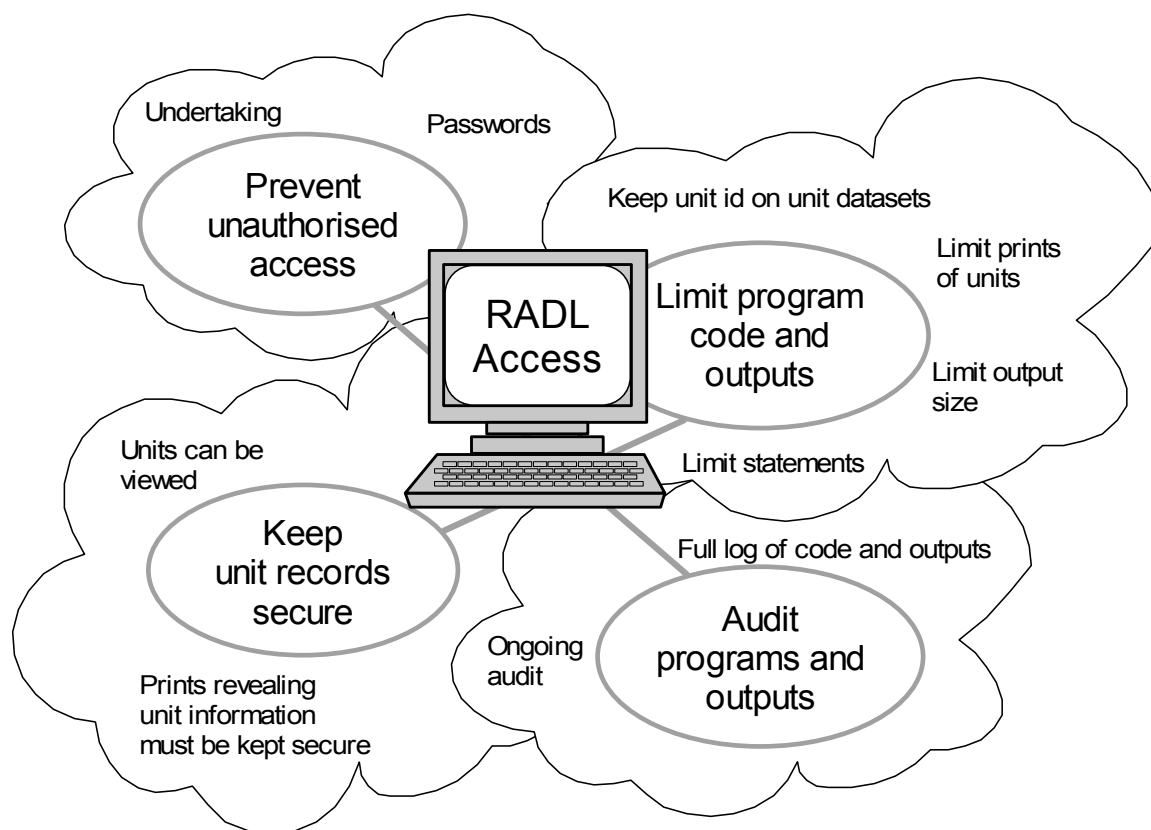 Undertaking
Passwords
Prevent
unauthorised
access
RADL
Access
Keep unit id on unit datasets
Limit prints
of units
Limit program
code and
outputs
Limit output
size
Limit statements
Units can be
viewed
Keep
unit records
secure
Prints revealing
unit information
must be kept secure
Full log of code and outputs
Ongoing
audit
Audit
programs and
outputs